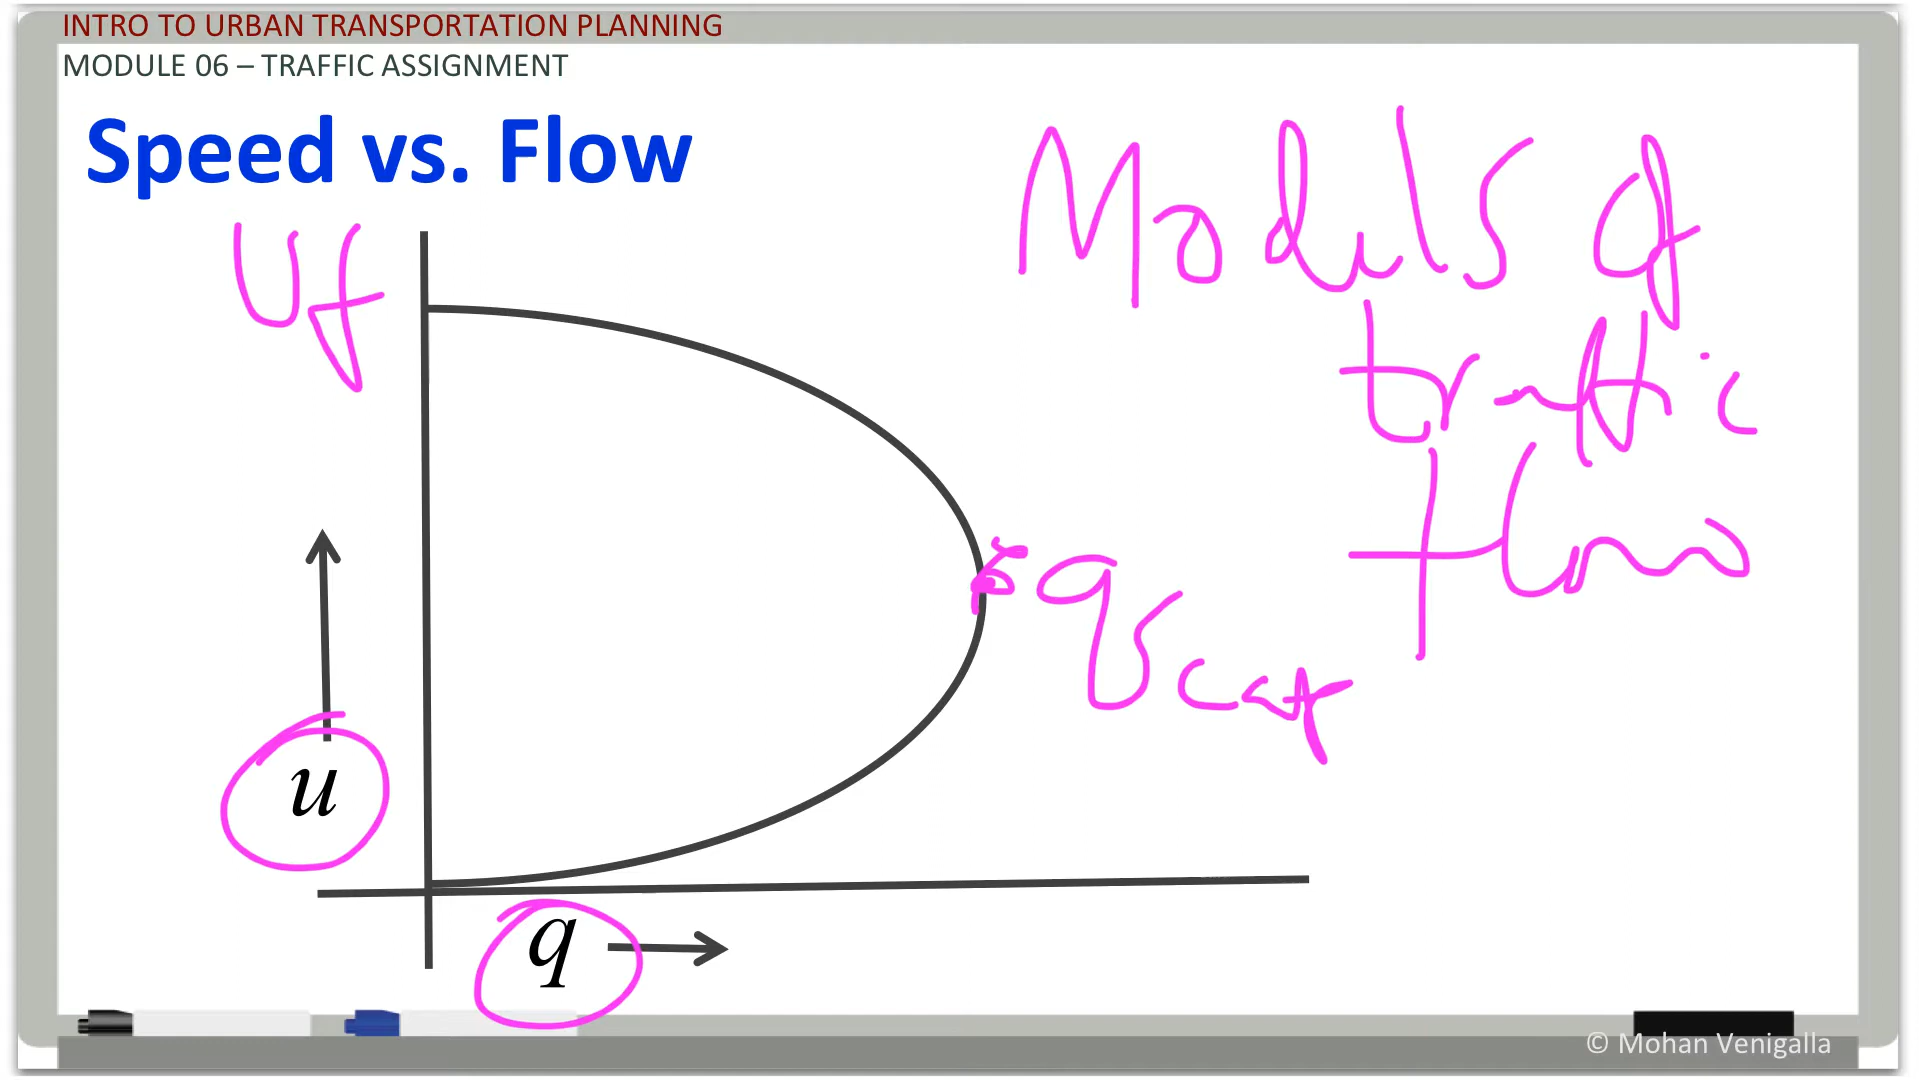 INTRO TO URBAN TRANSPORTATION PLANNING
MODULE 06 – TRAFFIC ASSIGNMENT
Speed vs. Flow
Models of
traffic
flow
uf
qcap
u
q
© Mohan Venigalla